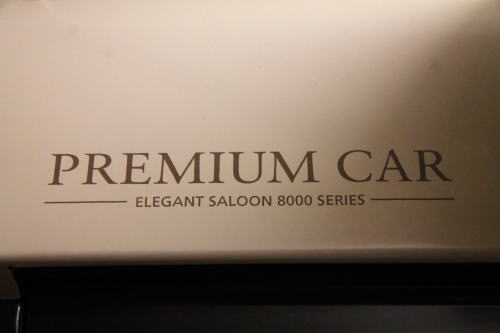 PREMIUM CAR
ELEGANT SALOON 8000 SERIES